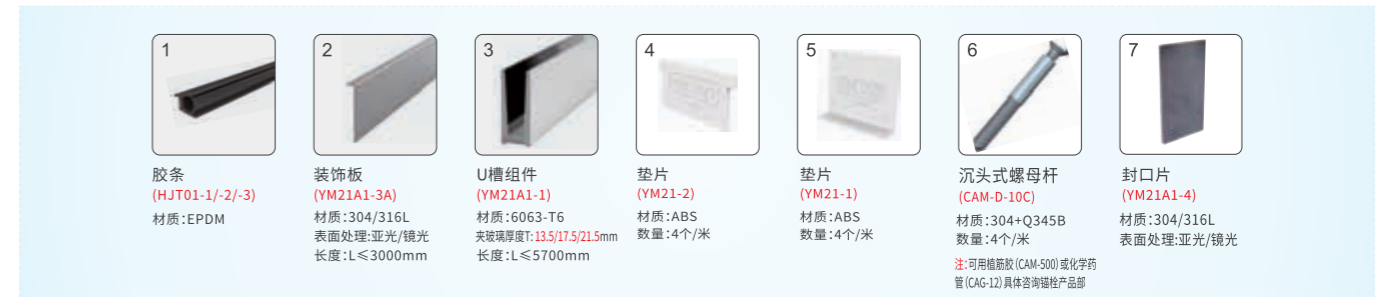 1
胶条
(HJT01-1/-2/-3)
材质:EPDM
2
装饰板
(YM21A1-3A)
材质:304/316L
表面处理:亚光/镜光
长度:L≤3000mm
3
U槽组件
(YM21A1-1)
材质:6063-T6
夹玻璃厚度T: 13.5/17.5/21.5mm
长度:L≤5700mm
4
垫片
(YM21-2)
材质:ABS
数量:4个/米
5
垫片
(YM21-1)
材质:ABS
数量:4个/米
6
沉头式螺母杆
(CAM-D-10C)
材质:304+Q345B
数量:4个/米
注:可用植筋胶(CAM-500)或化学药
管(CAG-12)具体咨询锚栓产品部
7
封口片
(YM21A1-4)
材质:304/316L
表面处理:亚光/镜光